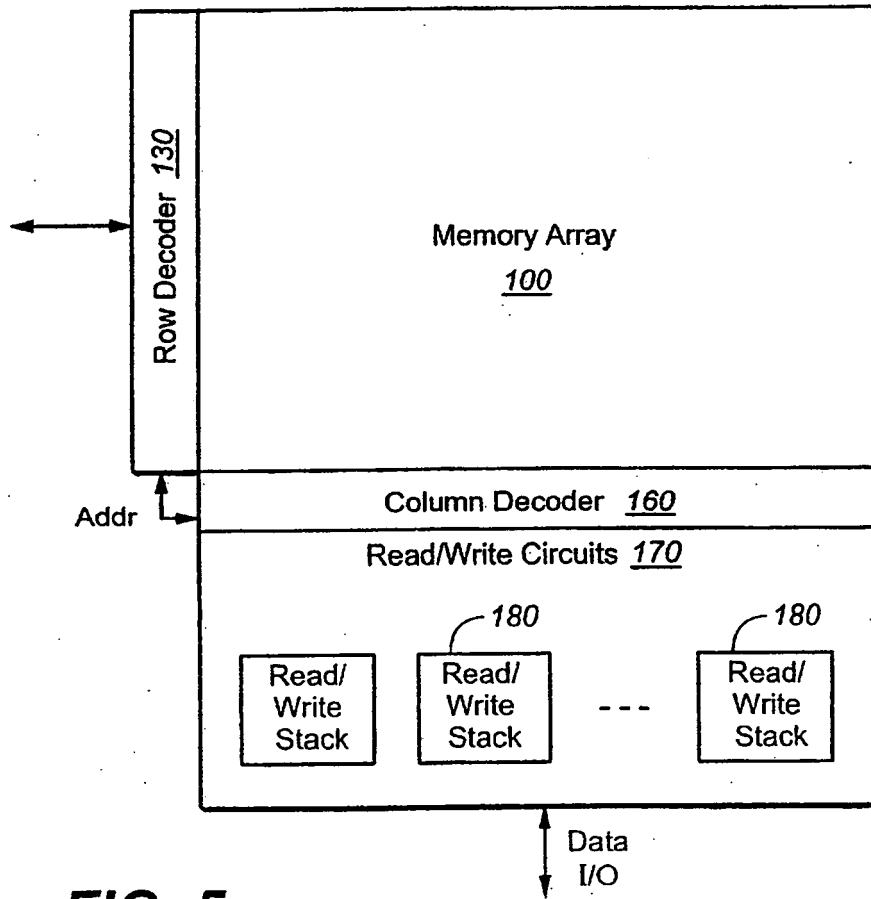 Row Decoder 130
Memory Array
100
Addr
Column Decoder 160
Read/Write Circuits 170
180
180
Read/
Write
Stack
Read/
Write
Stack
- - -
Read/
Write
Stack
Data
I/O